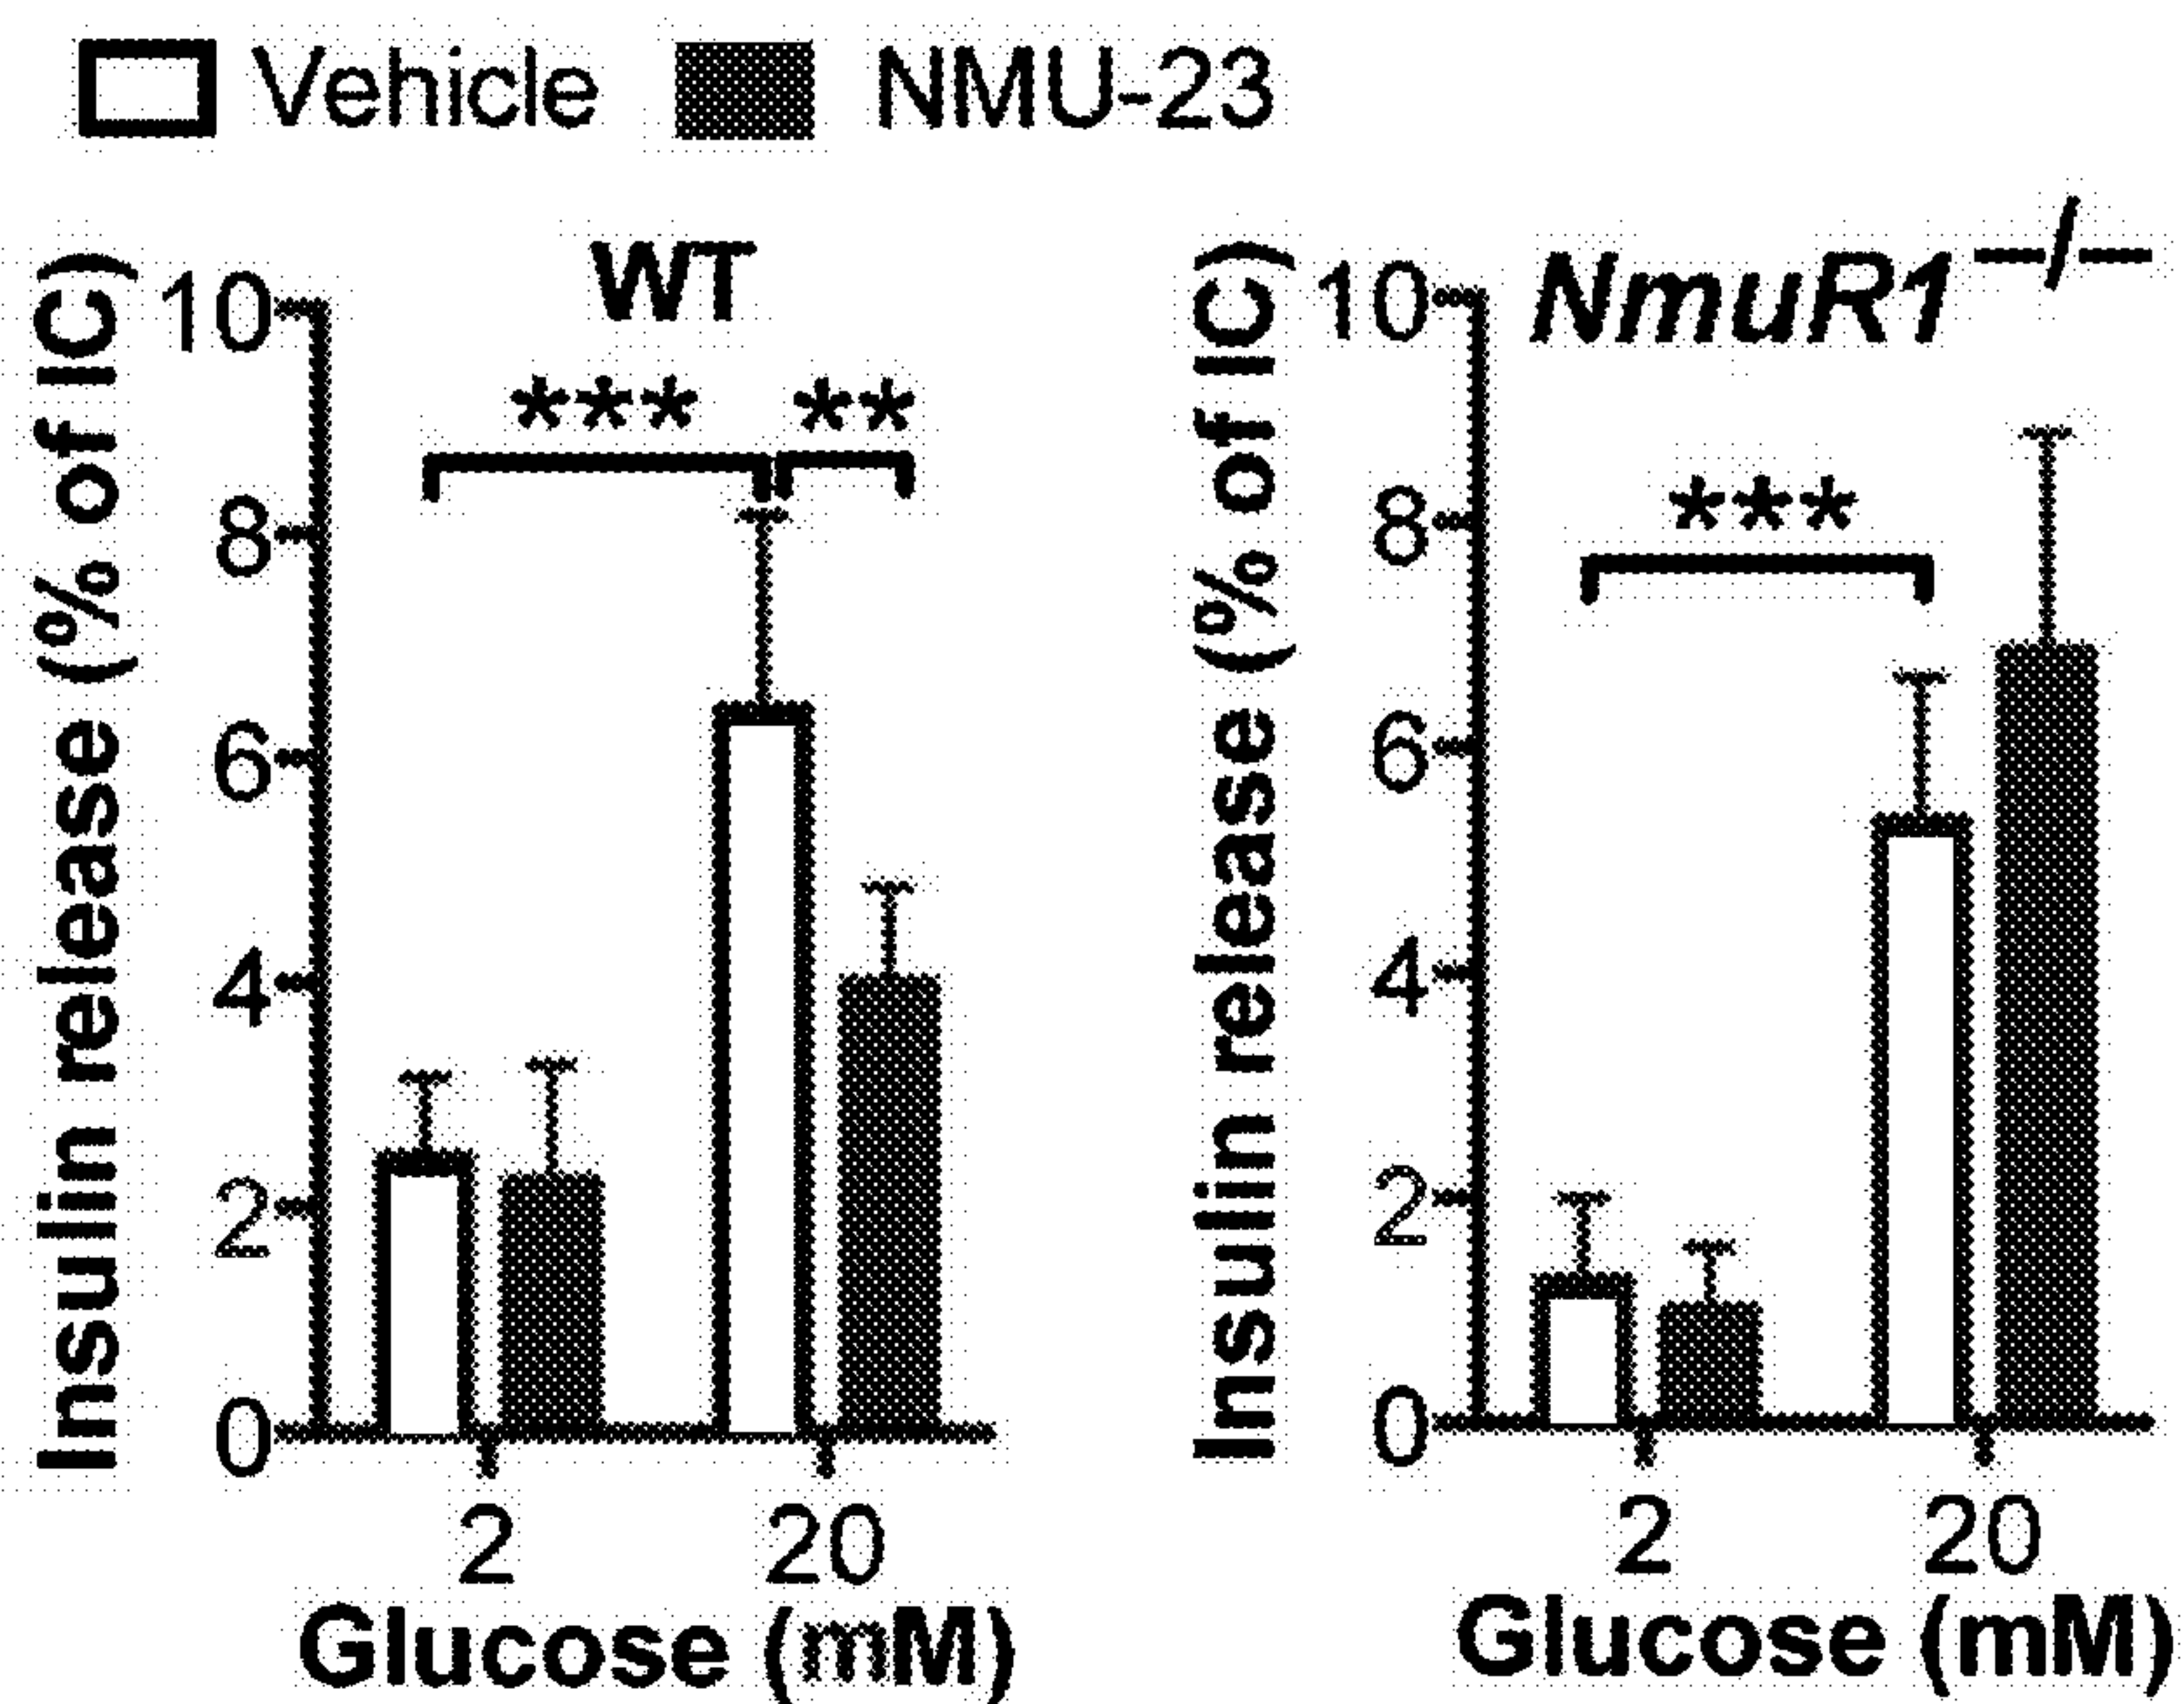 Vehicle NMU-23
WT
Insulin release (% of IC)
10
8
6
4
2
0
*** **
2 20
Glucose (mM)
NmuR1−/−
Insulin release (% of IC)
10
8
6
4
2
0
***
2 20
Glucose (mM)